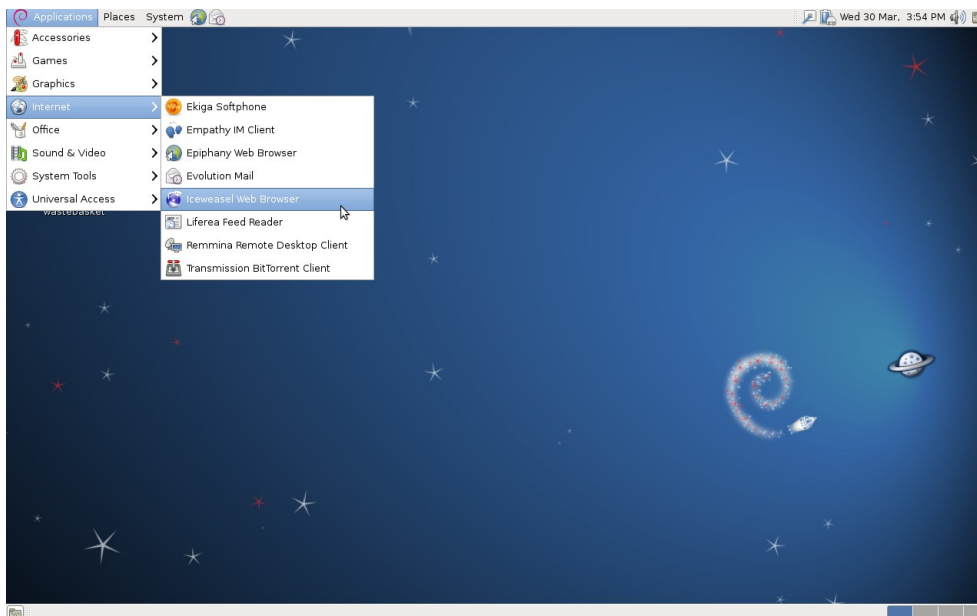 Applications Places System Wed 30 Mar, 3:54 PM
Accessories
Games
Graphics
Internet
Office
Sound & Video
System Tools
Universal Access
wastebasket
Ekiga Softphone
Empathy IM Client
Epiphany Web Browser
Evolution Mail
Iceweasel Web Browser
Liferea Feed Reader
Remmina Remote Desktop Client
Transmission BitTorrent Client